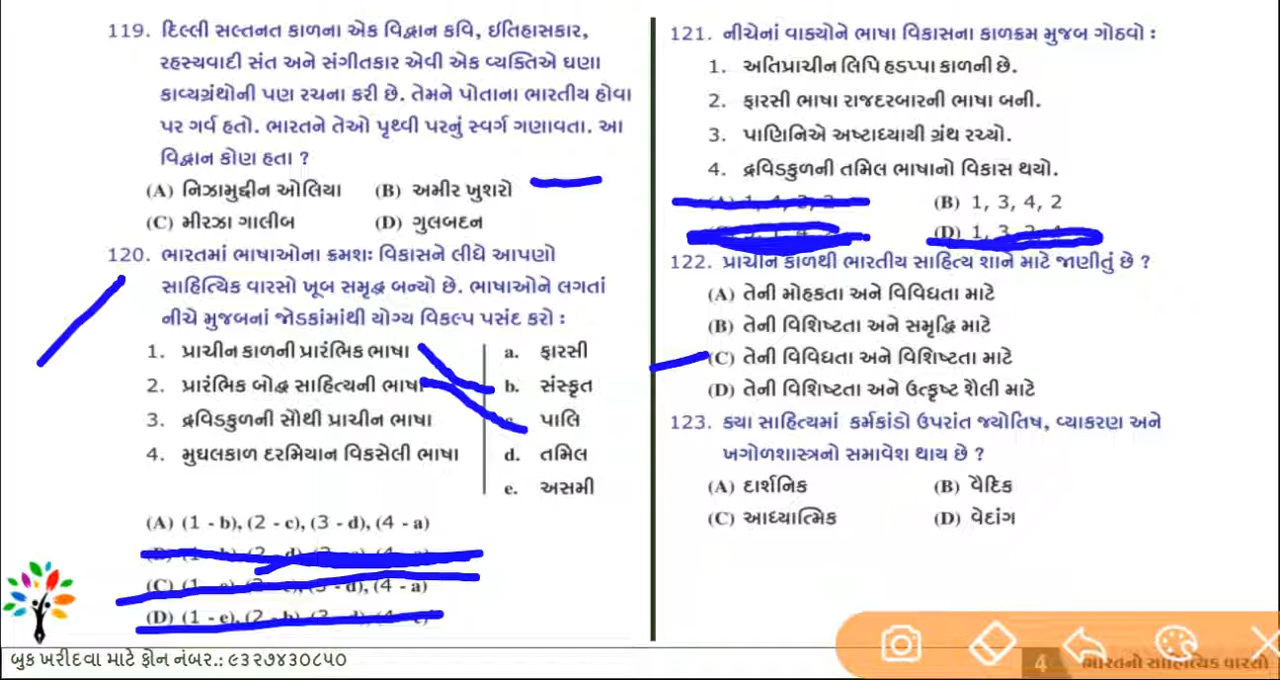 119. દિલ્લી સલ્તનત કાળના એક વિદ્વાન કવિ, ઈતિહાસકાર,
રહસ્યવાદી સંત અને સંગીતકાર એવી એક વ્યક્તિએ ઘણા
કાવ્યગ્રંથોની પણ રચના કરી છે. તેમને પોતાના ભારતીય હોવા
પર ગર્વ હતો. ભારતને તેઓ પૃથ્વી પરનું સ્વર્ગ ગણાવતા. આ
વિદ્વાન કોણ હતા ?
(A) નિઝામુદ્દીન ઓલિયા (B) અમીર ખુશરો
(C) મીરઝા ગાલીબ (D) ગુલબદન
120. ભારતમાં ભાષાઓના ક્રમશઃ વિકાસને લીધે આપણો
સાહિત્યિક વારસો ખૂબ સમૃદ્ધ બન્યો છે. ભાષાઓને લગતાં
નીચે મુજબનાં જોડકાંમાંથી યોગ્ય વિકલ્પ પસંદ કરો :
1. પ્રાચીન કાળની પ્રારંભિક ભાષા a. ફારસી
2. પ્રારંભિક બૌદ્ધ સાહિત્યની ભાષા b. સંસ્કૃત
3. દ્રવિડકુળની સૌથી પ્રાચીન ભાષા પાલિ
4. મુઘલકાળ દરમિયાન વિકસેલી ભાષા d. તમિલ
e. અસમી
(A) (1 - b), (2 - c), (3 - d), (4 - a)
(C) (3 - d), (4 - a)
(D) (1 - e),
બુક ખરીદવા માટે ફોન નંબર.: ૯૩૨૭૪૩૦૮૫૦
121. નીચેનાં વાક્યોને ભાષા વિકાસના કાળક્રમ મુજબ ગોઠવો :
1. અતિપ્રાચીન લિપિ હડપ્પા કાળની છે.
2. ફારસી ભાષા રાજદરબારની ભાષા બની.
3. પાણિનિએ અષ્ટાધ્યાયી ગ્રંથ રચ્યો.
4. દ્રવિડકુળની તમિલ ભાષાનો વિકાસ થયો.
(B) 1, 3, 4, 2
(D) 1, 3,
122. પ્રાચીન કાળથી ભારતીય સાહિત્ય શાને માટે જાણીતું છે ?
(A) તેની મોહકતા અને વિવિધતા માટે
(B) તેની વિશિષ્ટતા અને સમૃદ્ધિ માટે
(C) તેની વિવિધતા અને વિશિષ્ટતા માટે
(D) તેની વિશિષ્ટતા અને ઉત્કૃષ્ટ શૈલી માટે
123. ક્યા સાહિત્યમાં કર્મકાંડો ઉપરાંત જ્યોતિષ, વ્યાકરણ અને
ખગોળશાસ્ત્રનો સમાવેશ થાય છે ?
(A) દાર્શનિક (B) વૈદિક
(C) આધ્યાત્મિક (D) વેદાંગ
4 ભારતનો સાહિત્યિક વારસો